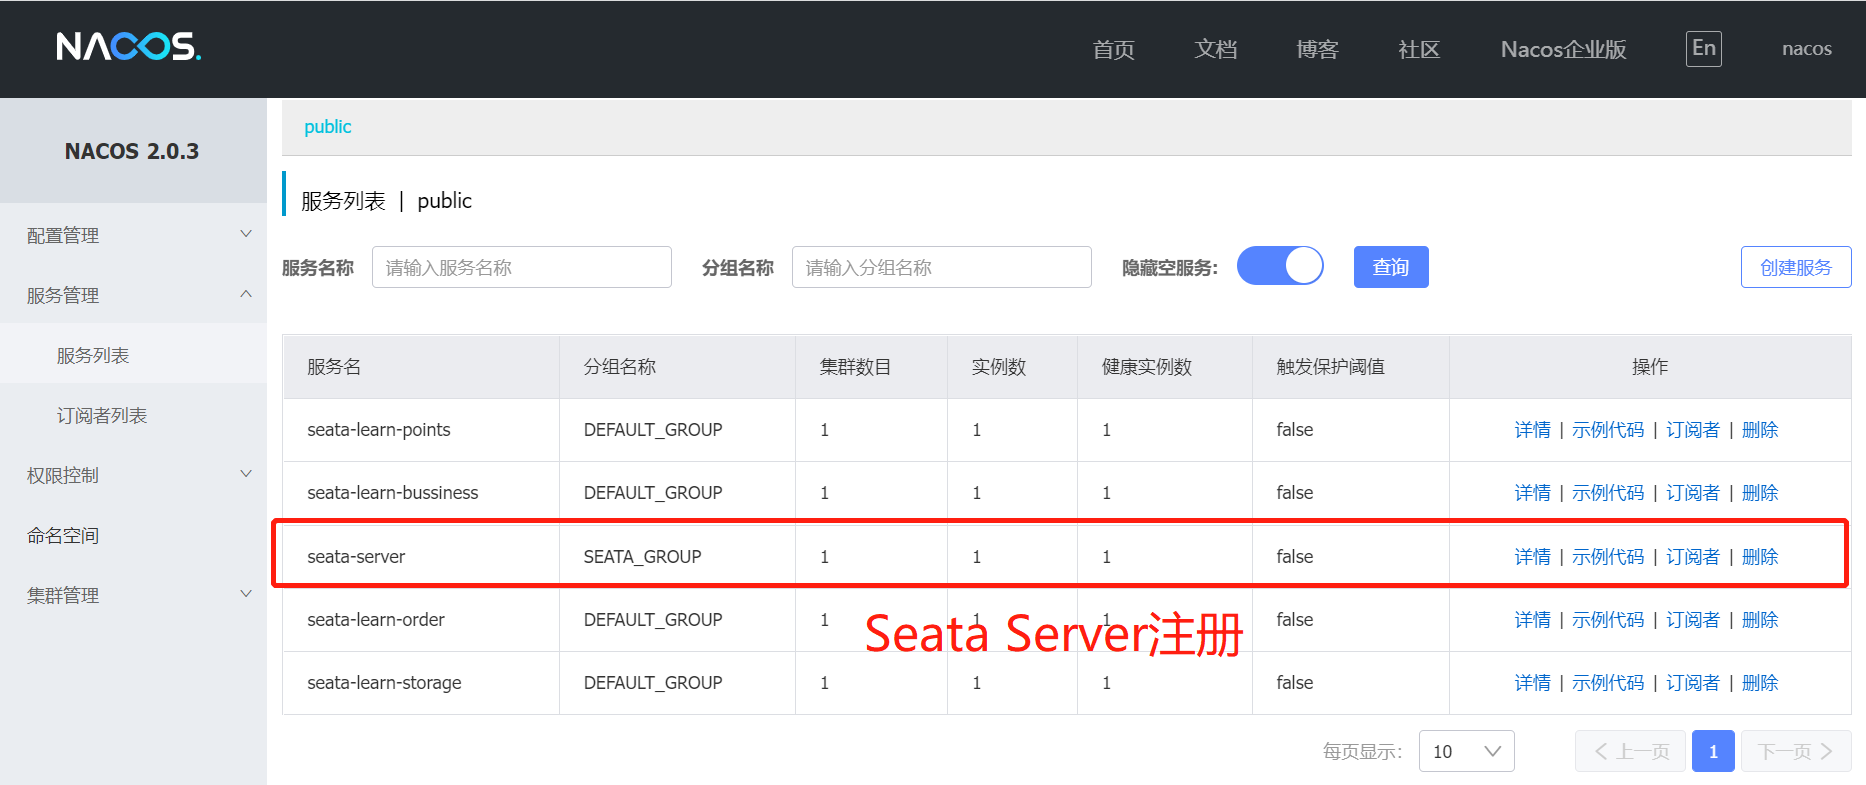 NACOS.
首页 文档 博客 社区 Nacos企业版 En nacos
NACOS 2.0.3
配置管理
服务管理
服务列表
订阅者列表
权限控制
命名空间
集群管理
public
服务列表 | public
服务名称 请输入服务名称 分组名称 请输入分组名称 隐藏空服务: 查询 创建服务
服务名 分组名称 集群数目 实例数 健康实例数 触发保护阈值 操作
seata-learn-points DEFAULT_GROUP 1 1 1 false 详情 | 示例代码 | 订阅者 | 删除
seata-learn-bussiness DEFAULT_GROUP 1 1 1 false 详情 | 示例代码 | 订阅者 | 删除
seata-server SEATA_GROUP 1 1 1 false 详情 | 示例代码 | 订阅者 | 删除
seata-learn-order DEFAULT_GROUP 1 1 1 false 详情 | 示例代码 | 订阅者 | 删除
Seata Server注册
seata-learn-storage DEFAULT_GROUP 1 1 1 false 详情 | 示例代码 | 订阅者 | 删除
每页显示: 10 上一页 1 下一页